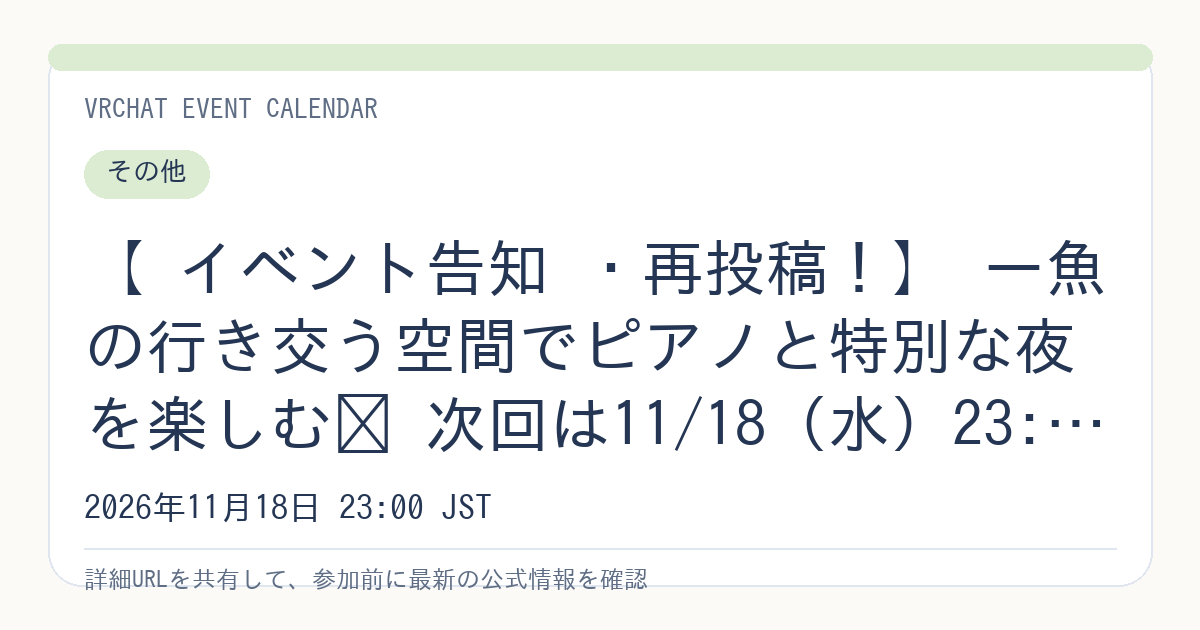 VRCHAT EVENT CALENDAR
その他
【 イベント告知 ・再投稿！】 一魚
の行き交う空間でピアノと特別な夜
を楽しむ 次回は11/18（水）23:…
2026年11月18日 23:00 JST
詳細URLを共有して、参加前に最新の公式情報を確認